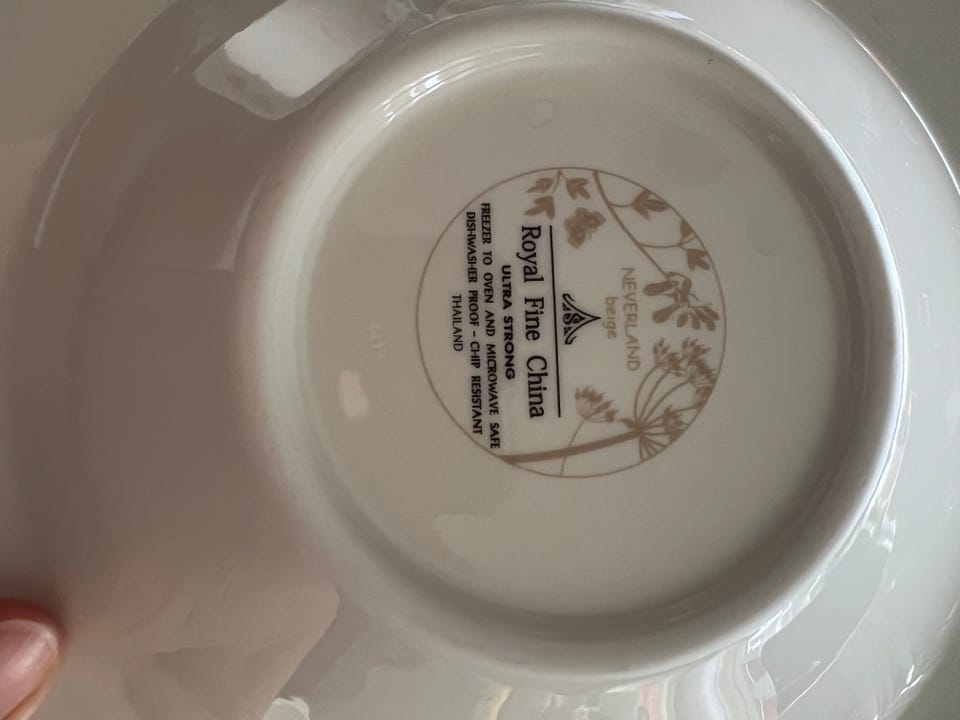 NEVERLAND
beige
Royal Fine China
ULTRA STRONG
FREEZER TO OVEN AND MICROWAVE SAFE
DISHWASHER PROOF – CHIP RESISTANT
THAILAND